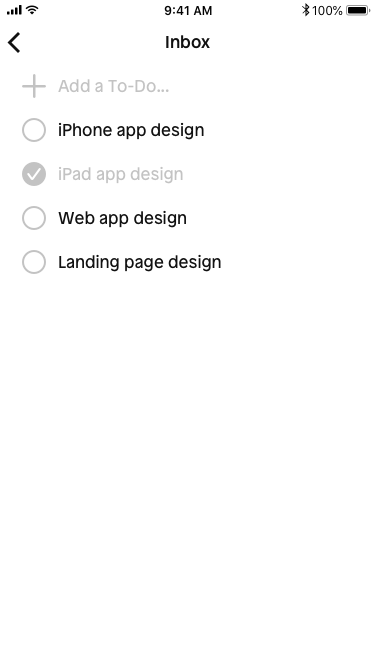 9:41 AM 100%
Inbox
Add a To-Do...
iPhone app design
iPad app design
Web app design
Landing page design